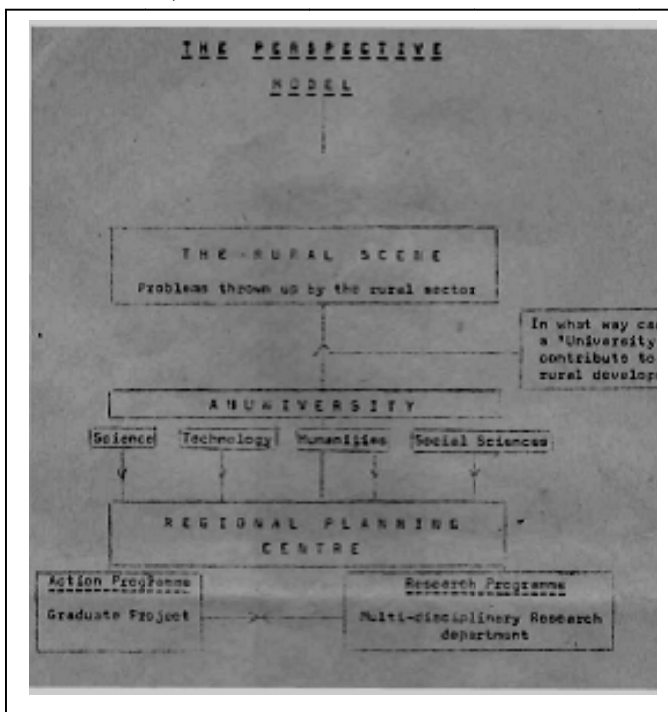 THE PERSPECTIVE
MODEL
THE RURAL SCENE
Problems thrown up by the rural sector
In what way ca
a "University
contribute to
rural develop
ANUNIVERSITY
Science
Technology
Humanities
Social Sciences
REGIONAL PLANNING
CENTRE
Action Programme
Graduate Project
Research Programme
Multi-disciplinary Research
department